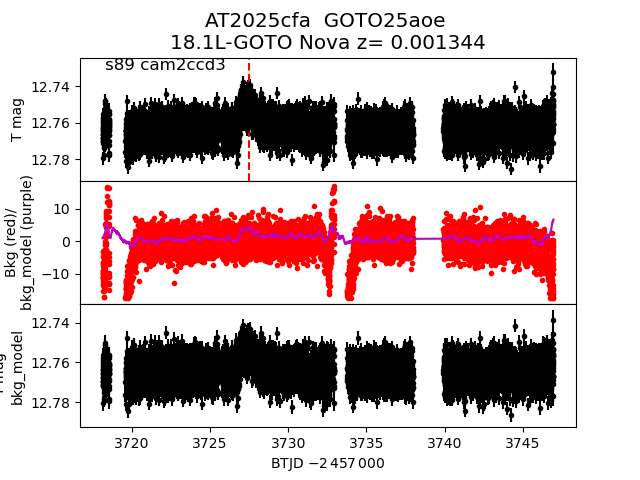 AT2025cfa GOTO25aoe
18.1L-GOTO Nova z= 0.001344
s89 cam2ccd3
12.74
12.76
12.78
T mag
10
0
−10
Bkg (red)/
bkg_model (purple)
12.74
12.76
12.78
bkg_model
3720
3725
3730
3735
3740
3745
BTJD −2 457 000